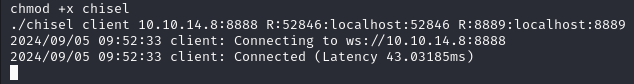 chmod +x chisel
./chisel client 10.10.14.8:8888 R:52846:localhost:52846 R:8889:localhost:8889
2024/09/05 09:52:33 client: Connecting to ws://10.10.14.8:8888
2024/09/05 09:52:33 client: Connected (Latency 43.03185ms)